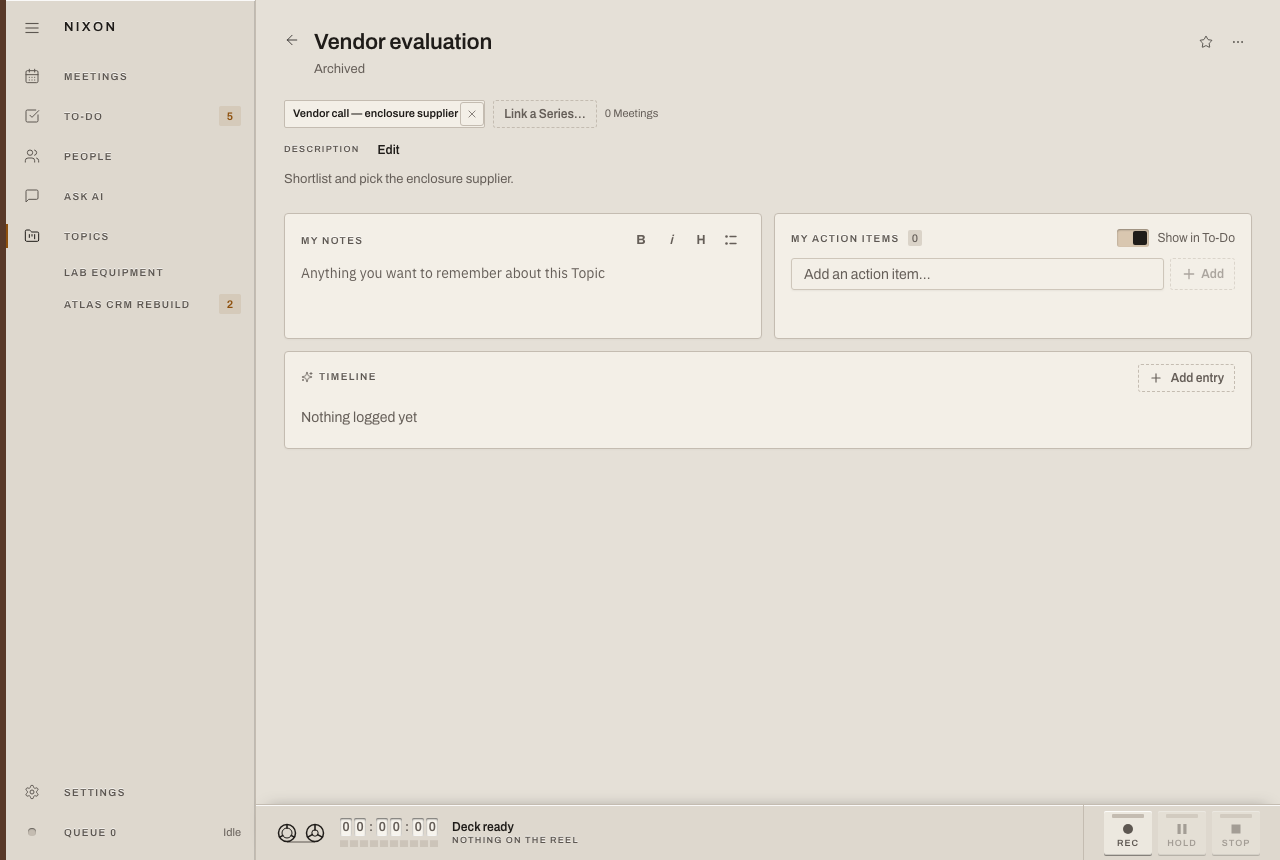 NIXON
MEETINGS
TO-DO 5
PEOPLE
ASK AI
TOPICS
LAB EQUIPMENT
ATLAS CRM REBUILD 2
SETTINGS
QUEUE 0 Idle
Vendor evaluation
Archived
Vendor call — enclosure supplier Link a Series... 0 Meetings
DESCRIPTION Edit
Shortlist and pick the enclosure supplier.
MY NOTES B i H
Anything you want to remember about this Topic
MY ACTION ITEMS 0 Show in To-Do
Add an action item... Add
TIMELINE Add entry
Nothing logged yet
00:00:00 Deck ready
NOTHING ON THE REEL
REC HOLD STOP